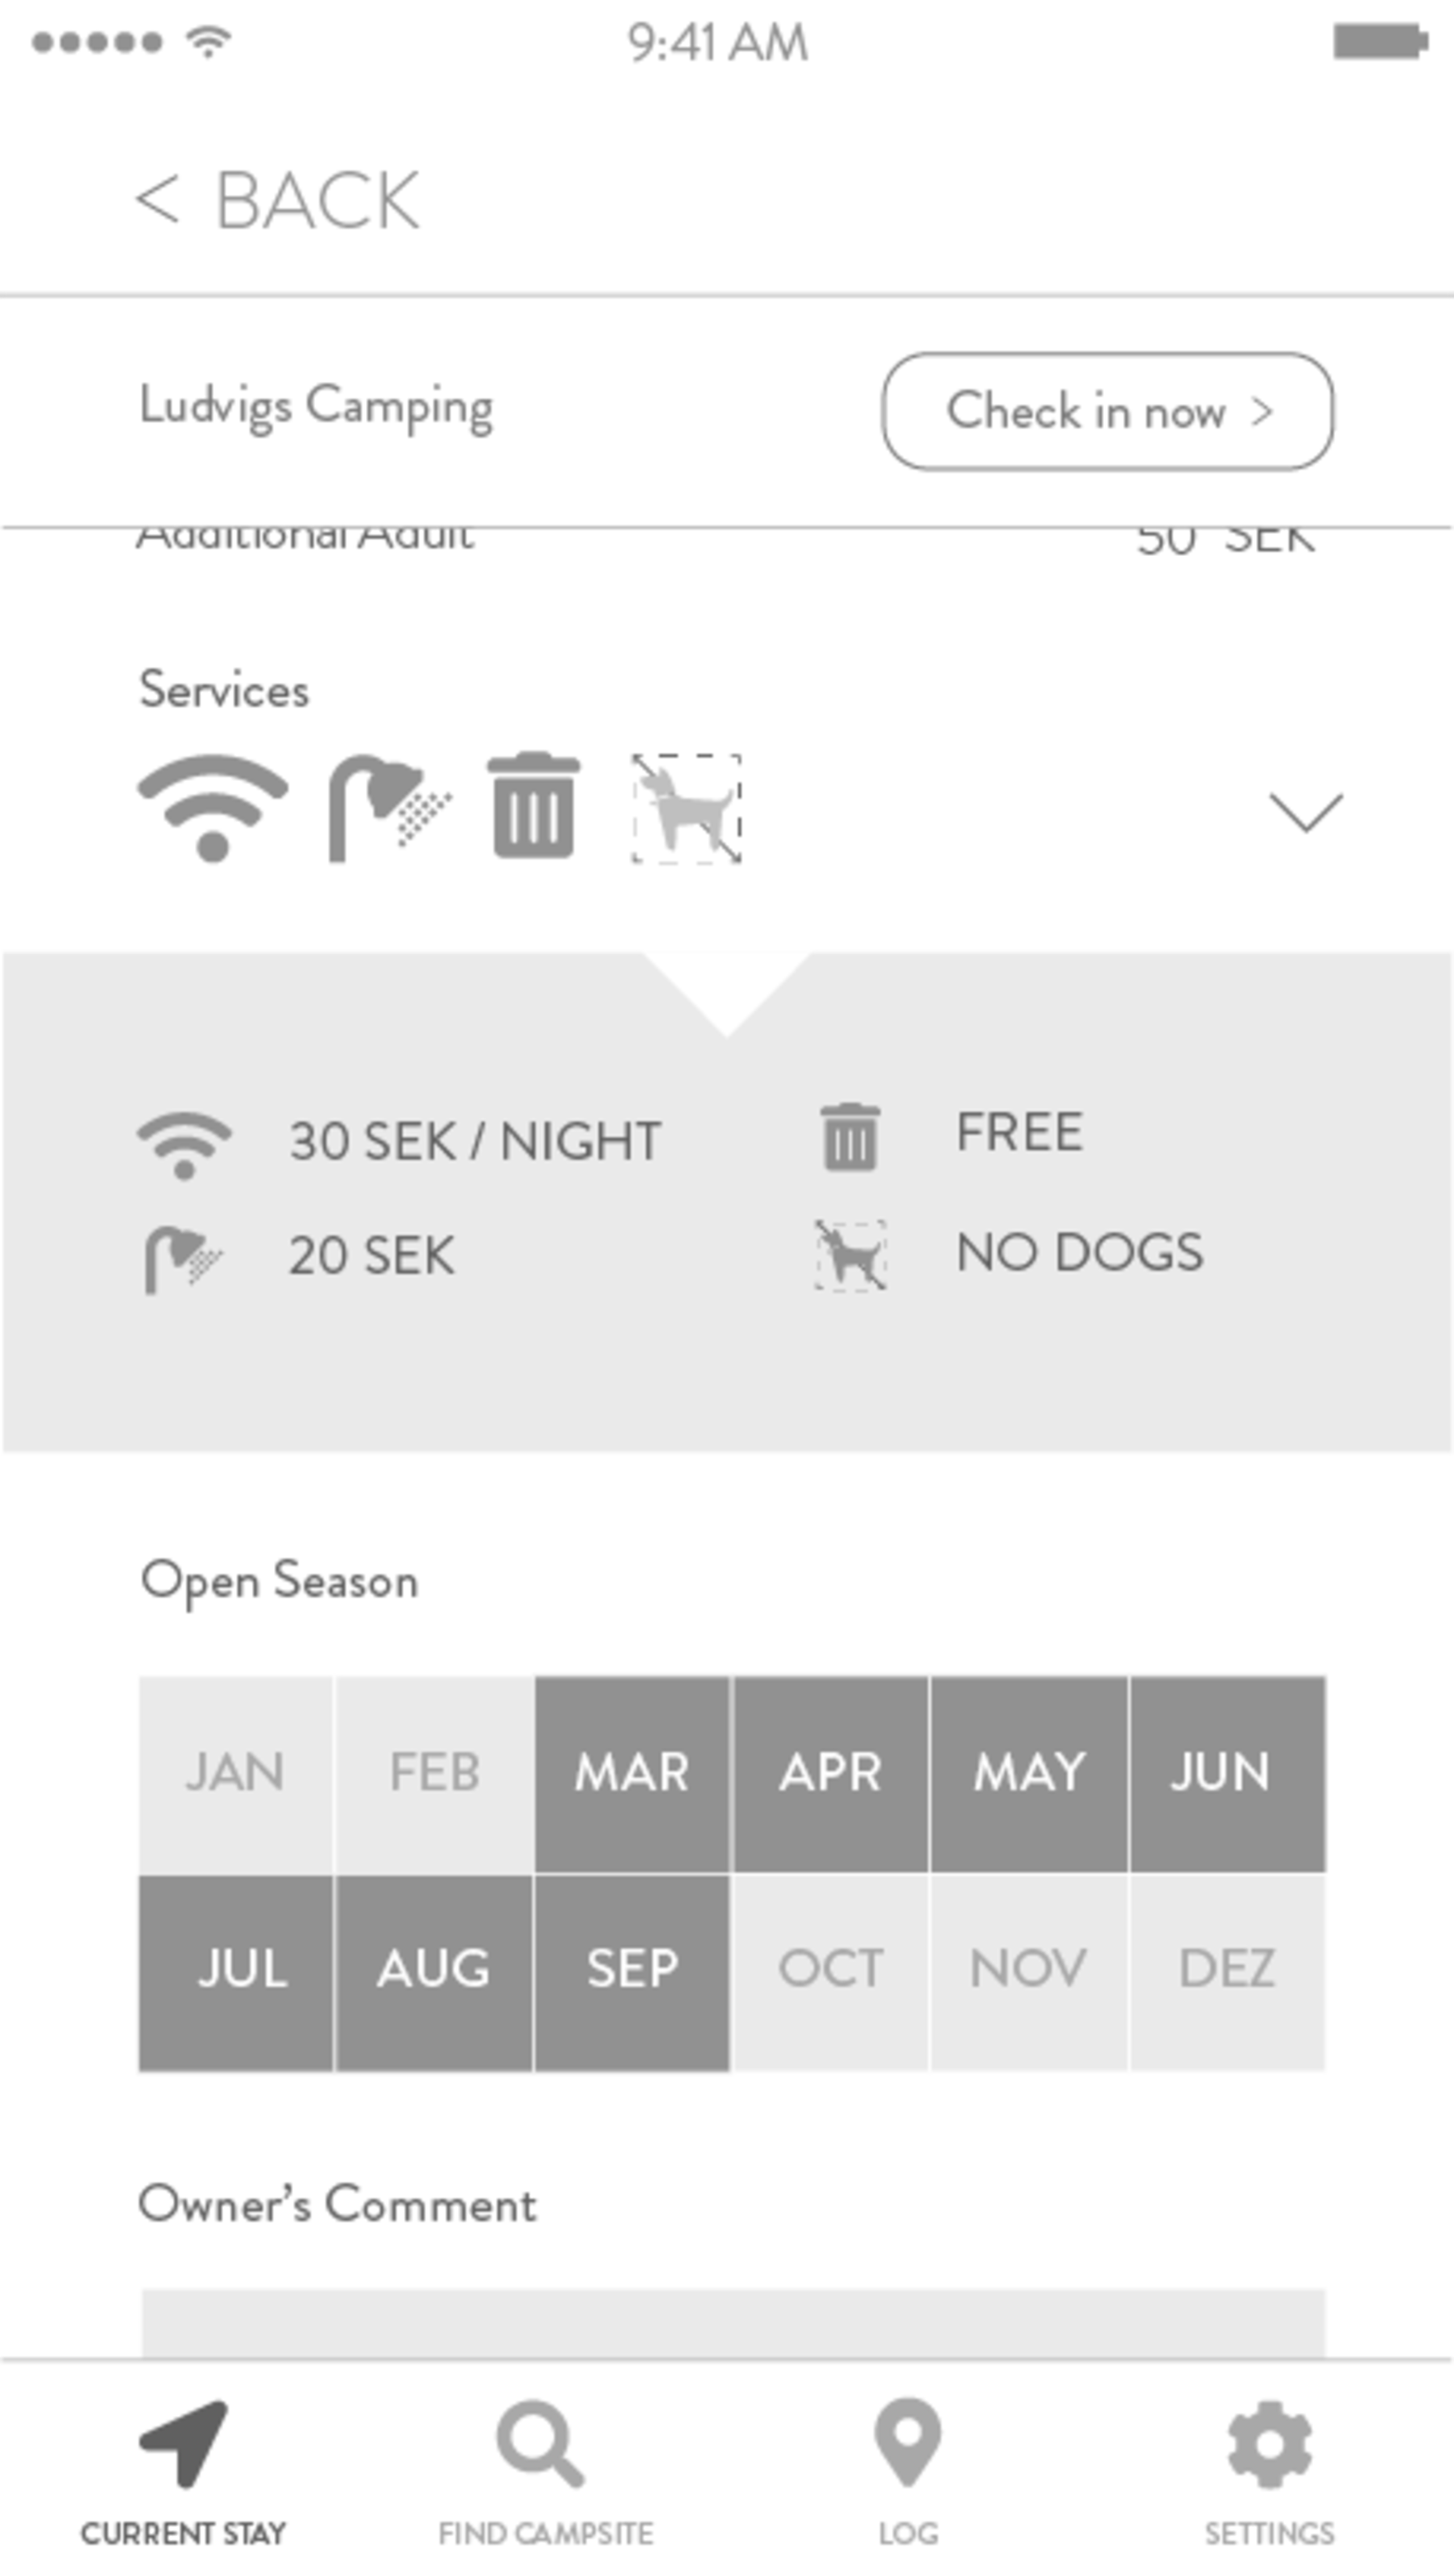 9:41 AM
< BACK
Ludvigs Camping
Check in now >
Additional Adult 50 SEK
Services
30 SEK / NIGHT
FREE
20 SEK
NO DOGS
Open Season
JAN FEB MAR APR MAY JUN
JUL AUG SEP OCT NOV DEZ
Owner’s Comment
CURRENT STAY FIND CAMPSITE LOG SETTINGS